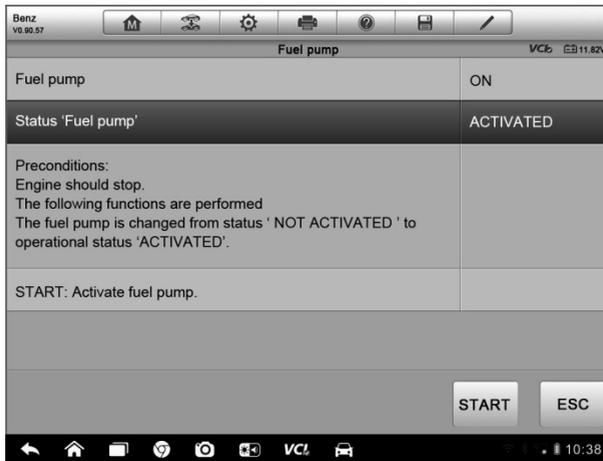 Benz
V0.90.57
M
Fuel pump
VCI
11.82V
Fuel pump ON
Status 'Fuel pump' ACTIVATED
Preconditions:
Engine should stop.
The following functions are performed
The fuel pump is changed from status ‘ NOT ACTIVATED ’ to
operational status ‘ACTIVATED’.
START: Activate fuel pump.
START ESC
VCI 10:38